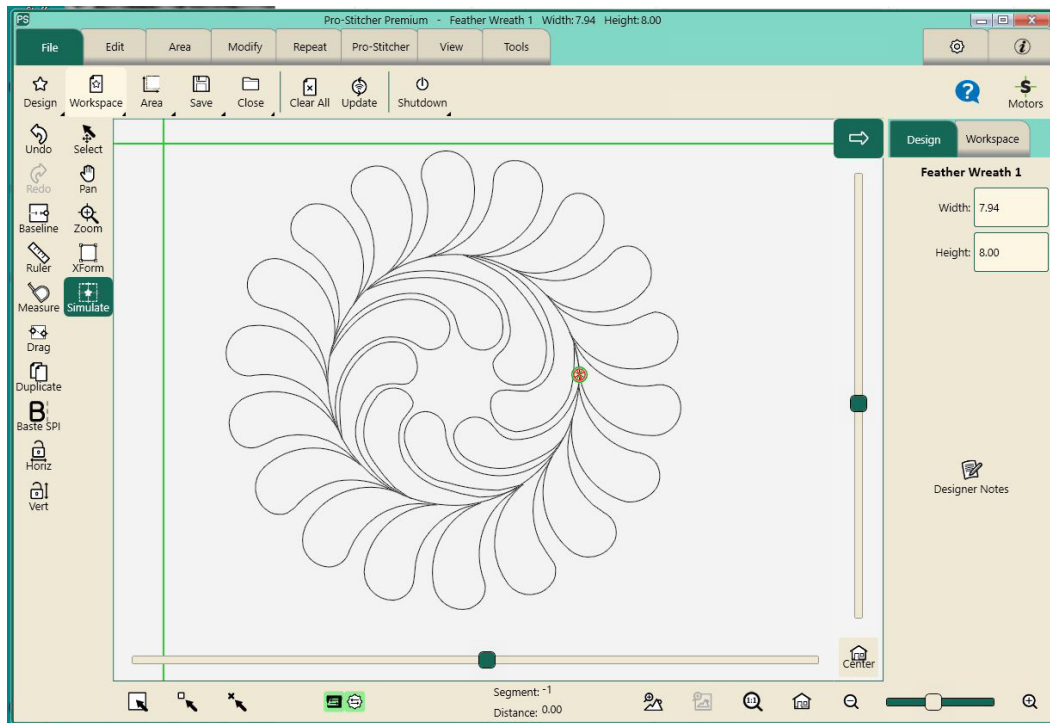 PS
Pro-Stitcher Premium - Feather Wreath 1 Width: 7.94 Height: 8.00
File Edit Area Modify Repeat Pro-Stitcher View Tools
Design Workspace Area Save Close Clear All Update Shutdown Motors
Undo Select
Redo Pan
Baseline Zoom
Ruler XForm
Measure Simulate
Drag
Duplicate
Baste SPI
Horiz
Vert
Design Workspace
Feather Wreath 1
Width: 7.94
Height: 8.00
Designer Notes
Center
Segment: -1
Distance: 0.00
1:1